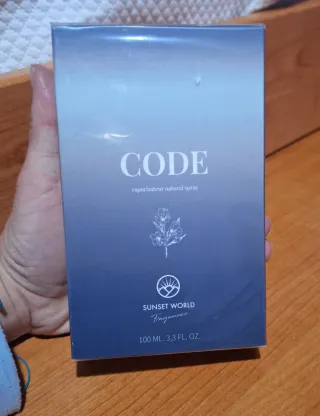 CODE
vaporisateur natural spray
SUNSET WORLD
Fragrances
100 ML. 3,3 FL. OZ.